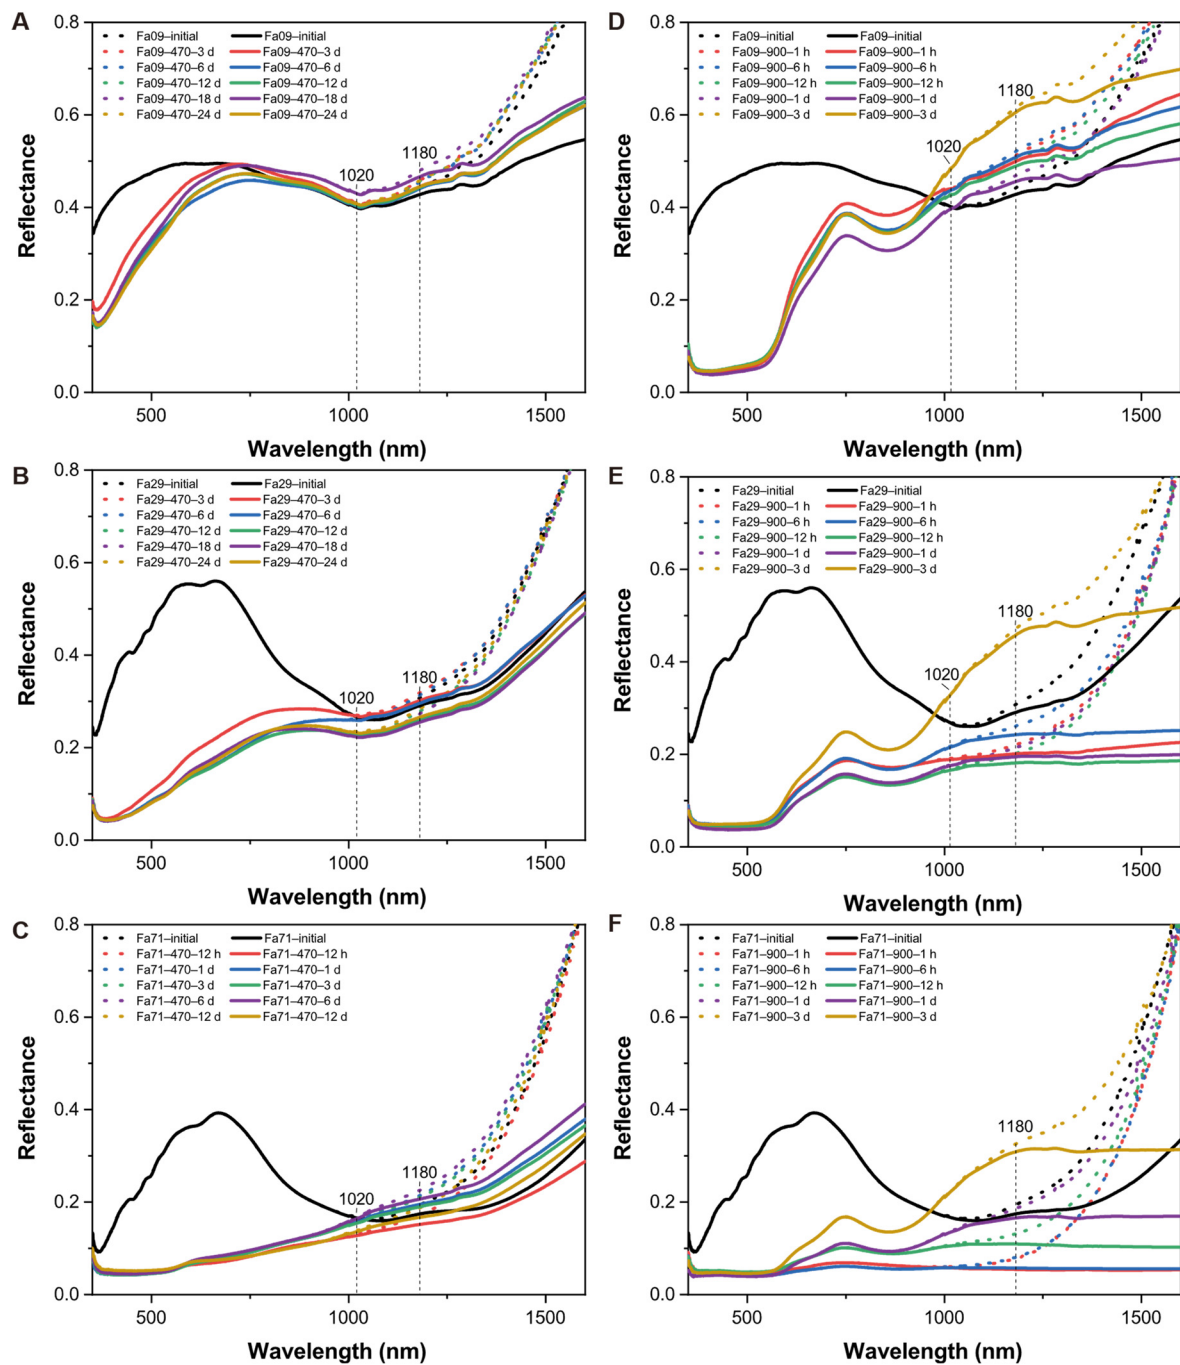 A
0.8
0.6
0.4
0.2
0.0
Reflectance
Fa09–initial Fa09–initial
Fa09–470–3 d Fa09–470–3 d
Fa09–470–6 d Fa09–470–6 d
Fa09–470–12 d Fa09–470–12 d
Fa09–470–18 d Fa09–470–18 d
Fa09–470–24 d Fa09–470–24 d
1020
1180
500 1000 1500
Wavelength (nm)
D
0.8
0.6
0.4
0.2
0.0
Reflectance
Fa09–initial Fa09–initial
Fa09–900–1 h Fa09–900–1 h
Fa09–900–6 h Fa09–900–6 h
Fa09–900–12 h Fa09–900–12 h
Fa09–900–1 d Fa09–900–1 d
Fa09–900–3 d Fa09–900–3 d
1020
1180
500 1000 1500
Wavelength (nm)
B
0.8
0.6
0.4
0.2
0.0
Reflectance
Fa29–initial Fa29–initial
Fa29–470–3 d Fa29–470–3 d
Fa29–470–6 d Fa29–470–6 d
Fa29–470–12 d Fa29–470–12 d
Fa29–470–18 d Fa29–470–18 d
Fa29–470–24 d Fa29–470–24 d
1020
1180
500 1000 1500
Wavelength (nm)
E
0.8
0.6
0.4
0.2
0.0
Reflectance
Fa29–initial Fa29–initial
Fa29–900–1 h Fa29–900–1 h
Fa29–900–6 h Fa29–900–6 h
Fa29–900–12 h Fa29–900–12 h
Fa29–900–1 d Fa29–900–1 d
Fa29–900–3 d Fa29–900–3 d
1020
1180
500 1000 1500
Wavelength (nm)
C
0.8
0.6
0.4
0.2
0.0
Reflectance
Fa71–initial Fa71–initial
Fa71–470–12 h Fa71–470–12 h
Fa71–470–1 d Fa71–470–1 d
Fa71–470–3 d Fa71–470–3 d
Fa71–470–6 d Fa71–470–6 d
Fa71–470–12 d Fa71–470–12 d
1020
1180
500 1000 1500
Wavelength (nm)
F
0.8
0.6
0.4
0.2
0.0
Reflectance
Fa71–initial Fa71–initial
Fa71–900–1 h Fa71–900–1 h
Fa71–900–6 h Fa71–900–6 h
Fa71–900–12 h Fa71–900–12 h
Fa71–900–1 d Fa71–900–1 d
Fa71–900–3 d Fa71–900–3 d
1180
500 1000 1500
Wavelength (nm)